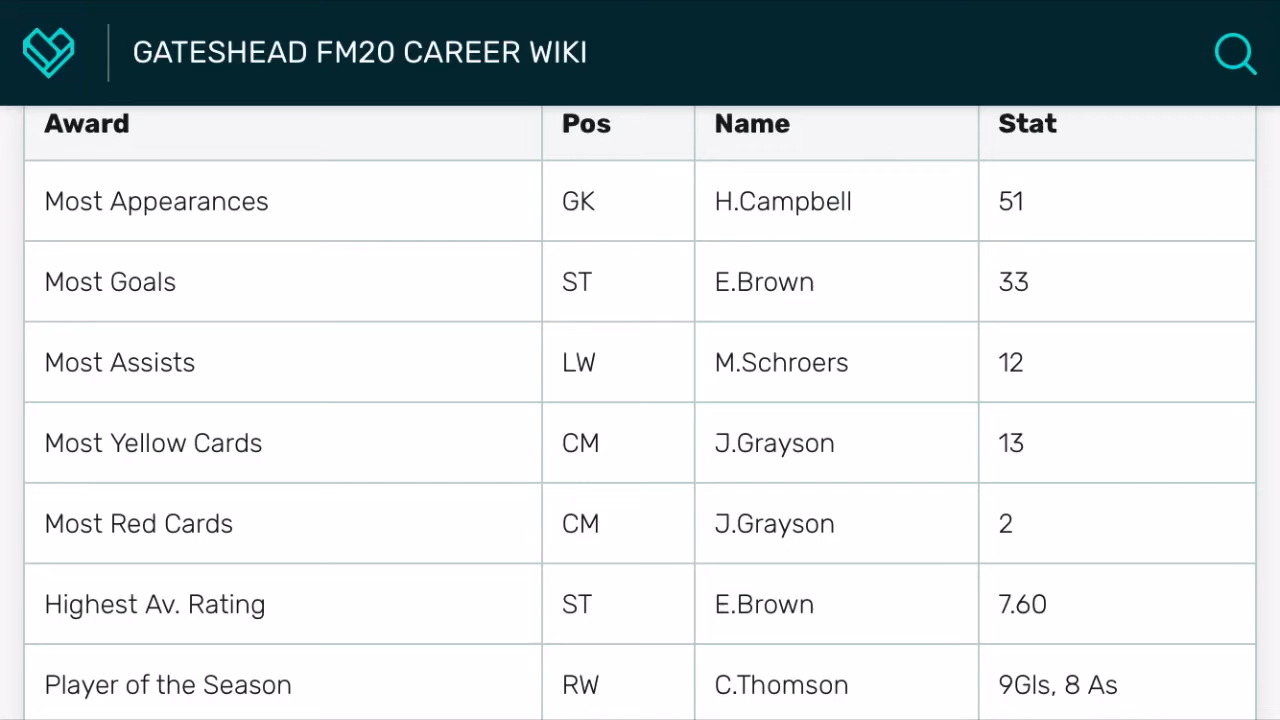 GATESHEAD FM20 CAREER WIKI
Award Pos Name Stat
Most Appearances GK H.Campbell 51
Most Goals ST E.Brown 33
Most Assists LW M.Schroers 12
Most Yellow Cards CM J.Grayson 13
Most Red Cards CM J.Grayson 2
Highest Av. Rating ST E.Brown 7.60
Player of the Season RW C.Thomson 9Gls, 8 As